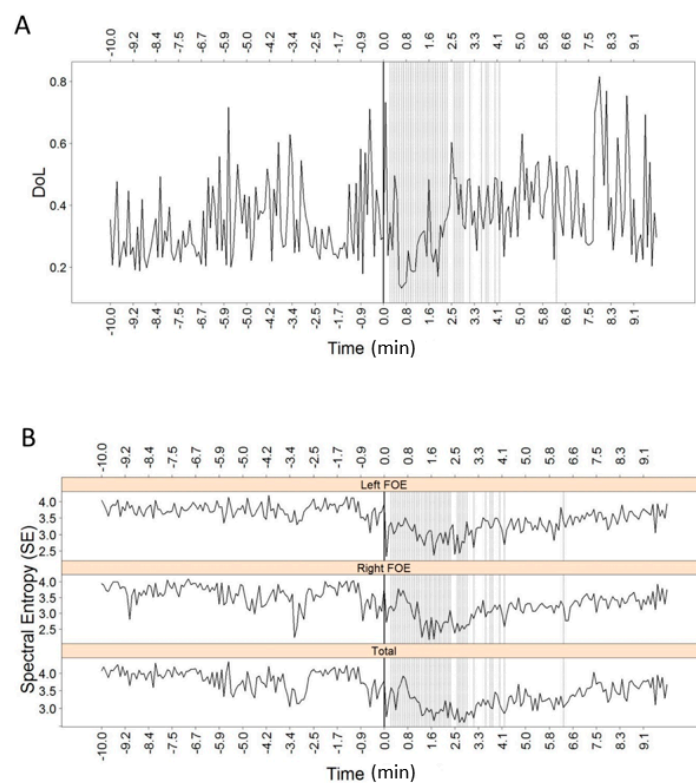 A
-10.0 -9.2 -8.4 -7.5 -6.7 -5.9 -5.1 -4.2 -3.4 -2.5 -1.7 -0.9 0.0 0.8 1.6 2.5 3.3 4.1 5.0 5.8 6.6 7.5 8.3 9.1
0.8
0.6
0.4
0.2
DoL
-10.0 -9.2 -8.4 -7.5 -6.7 -5.9 -5.1 -4.2 -3.4 -2.5 -1.7 -0.9 0.0 0.8 1.6 2.5 3.3 4.1 5.0 5.8 6.6 7.5 8.3 9.1
Time (min)
B
-10.0 -9.2 -8.4 -7.5 -6.7 -5.9 -5.1 -4.2 -3.4 -2.5 -1.7 -0.9 0.0 0.8 1.6 2.5 3.3 4.1 5.0 5.8 6.6 7.5 8.3 9.1
Left FOE
4.0
3.5
3.0
2.5
Right FOE
4.0
3.5
3.0
2.5
Total
4.0
3.5
3.0
Spectral Entropy (SE)
-10.0 -9.2 -8.4 -7.5 -6.7 -5.9 -5.1 -4.2 -3.4 -2.5 -1.7 -0.9 0.0 0.8 1.6 2.5 3.3 4.1 5.0 5.8 6.6 7.5 8.3 9.1
Time (min)